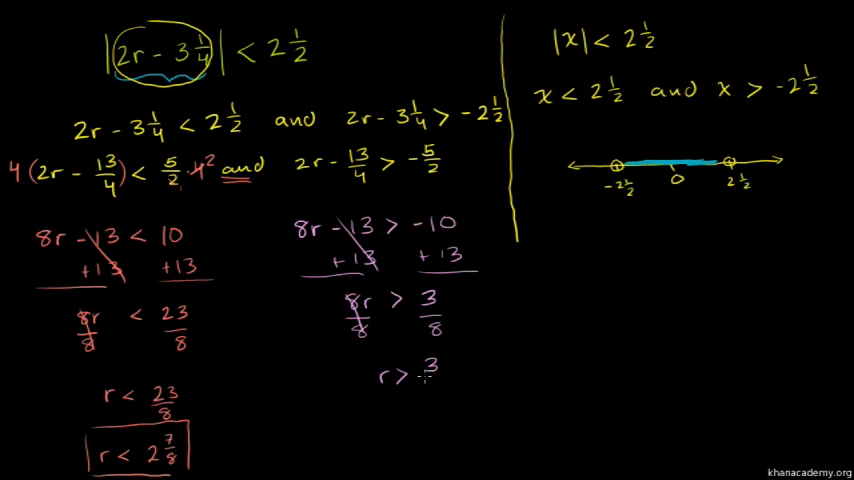 |2r - 3 1/4| < 2 1/2
2r - 3 1/4 < 2 1/2 and 2r - 3 1/4 > -2 1/2
4(2r - 13/4) < 5/2 · 4 2 and 2r - 13/4 > -5/2
8r - 13 < 10
+13 +13
8r/8 < 23/8
r < 23/8
r < 2 7/8
8r - 13 > -10
+13 +13
8r/8 > 3/8
r > 3
|x| < 2 1/2
x < 2 1/2 and x > -2 1/2
-2 1/2 0 2 1/2
khanacademy.org